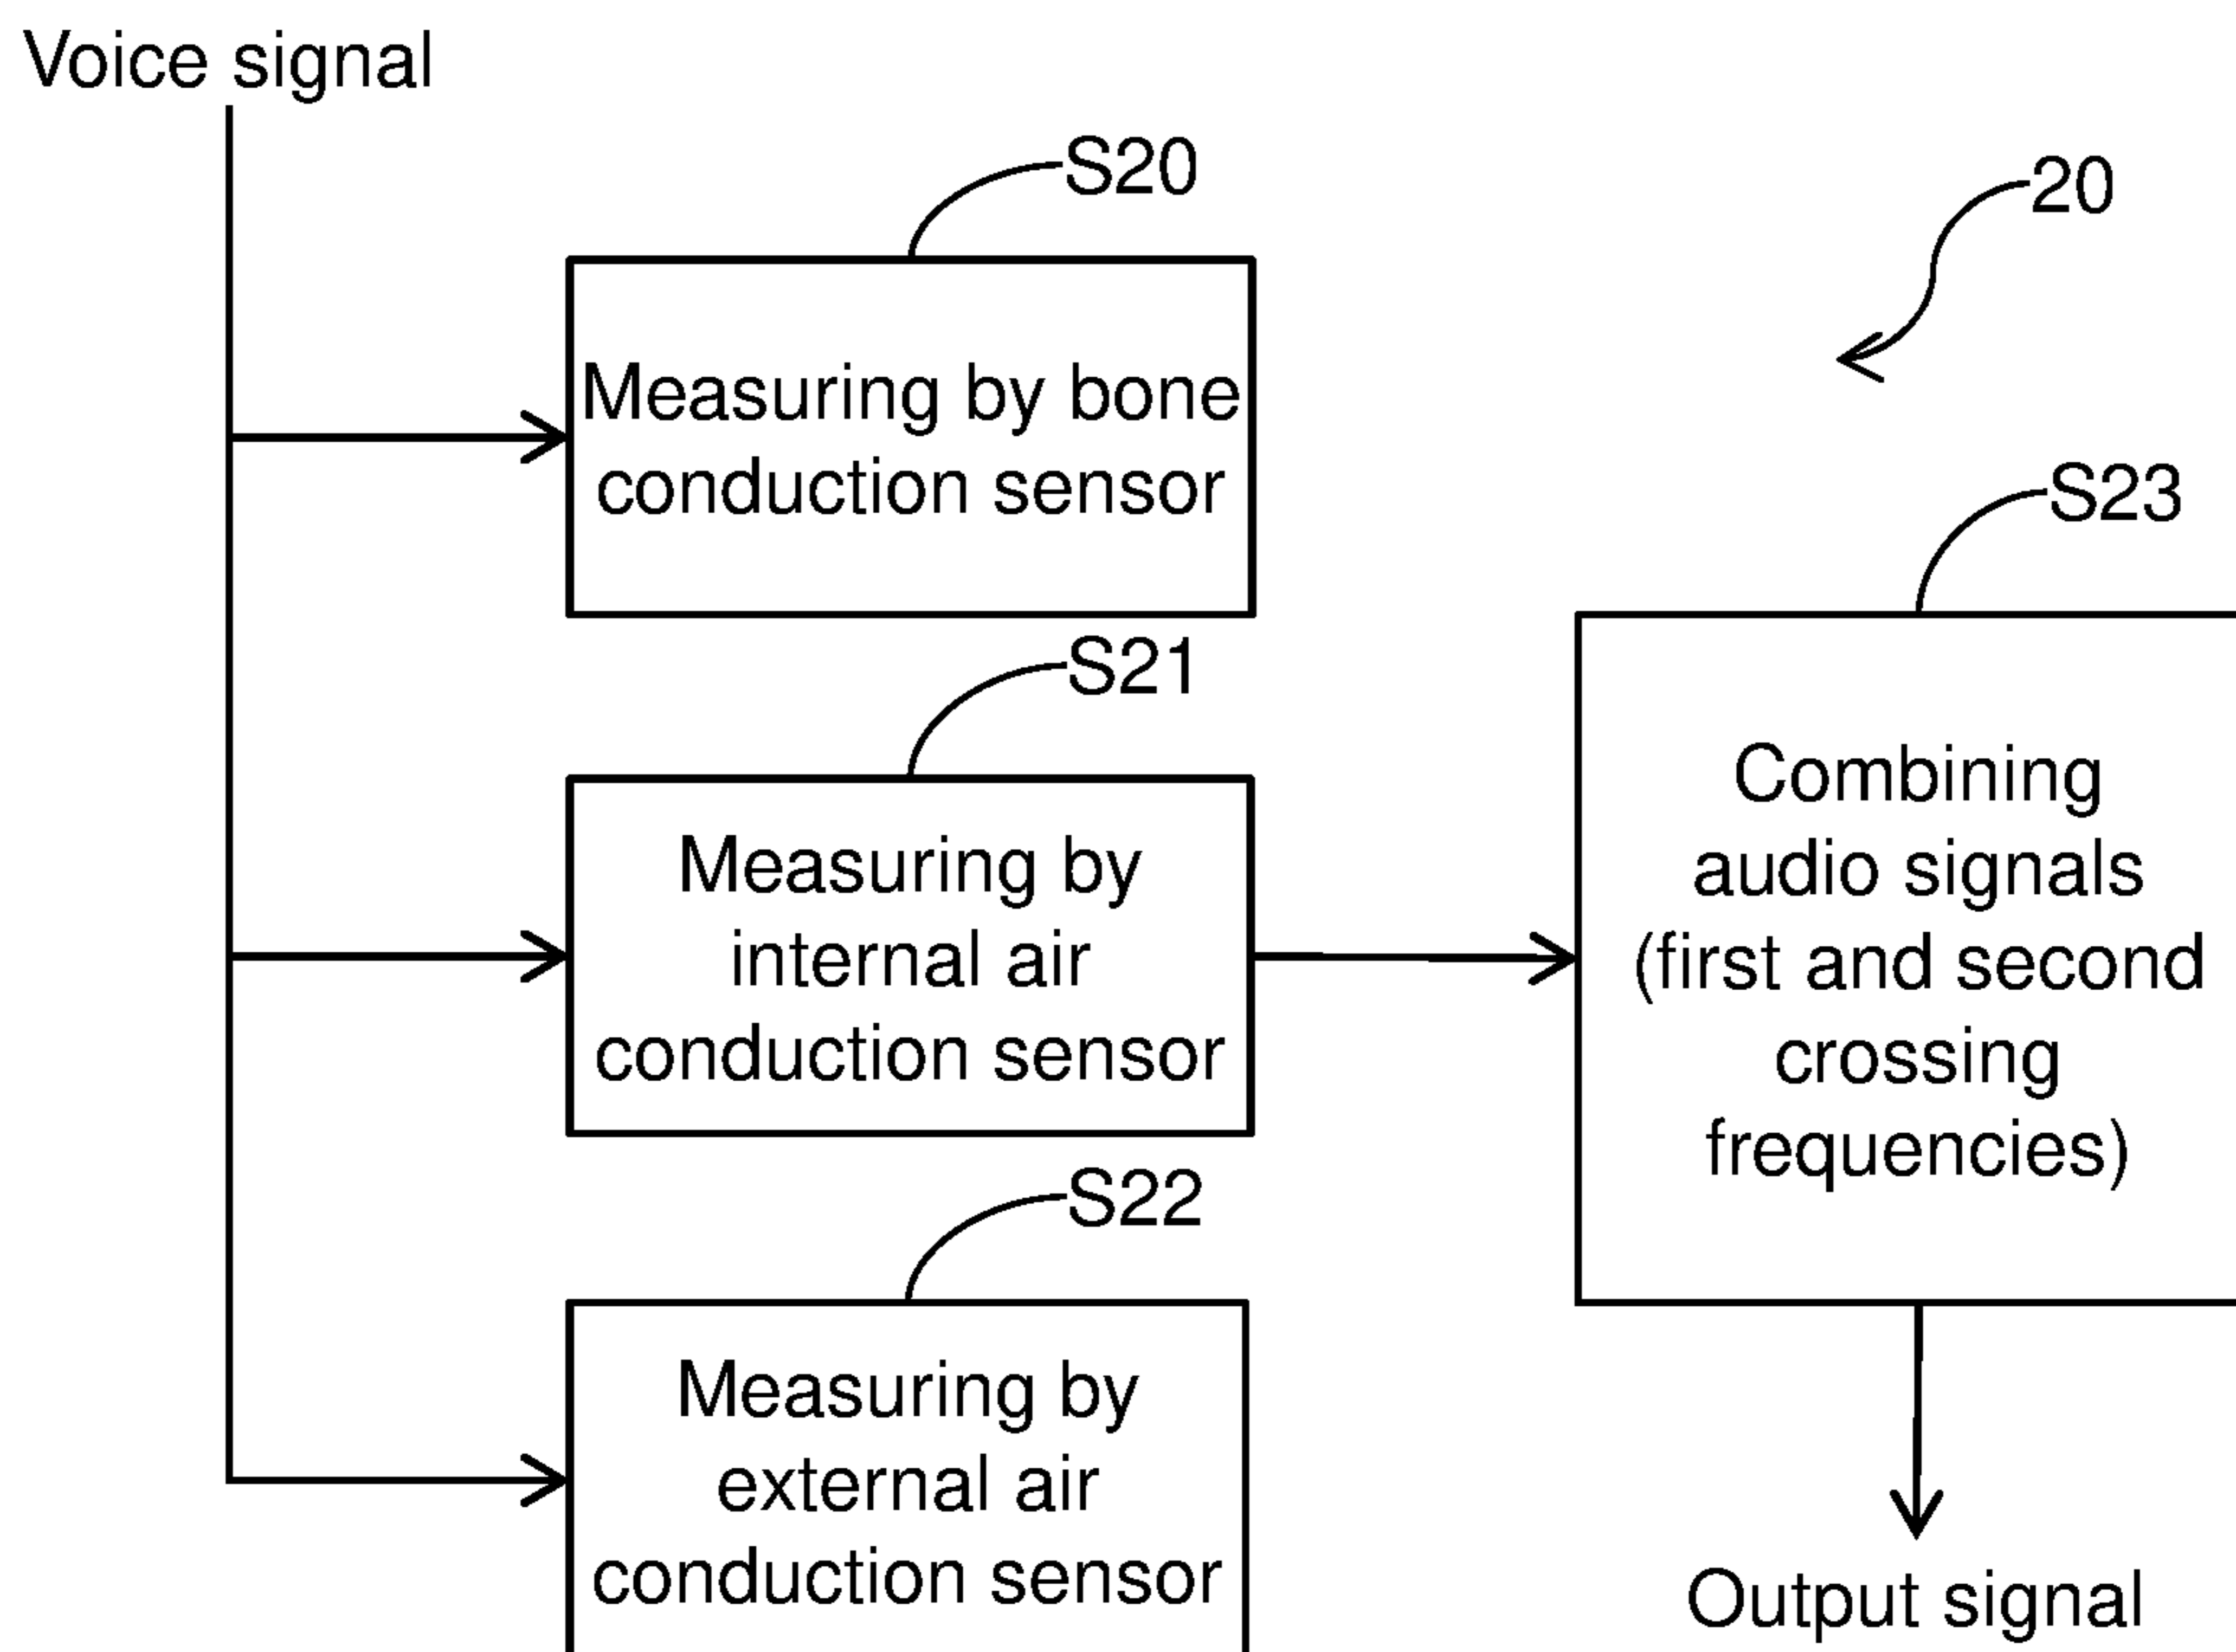 Voice signal
S20
20
Measuring by bone
conduction sensor
S23
S21
Measuring by
internal air
conduction sensor
Combining
audio signals
(first and second
crossing
frequencies)
S22
Measuring by
external air
conduction sensor
Output signal